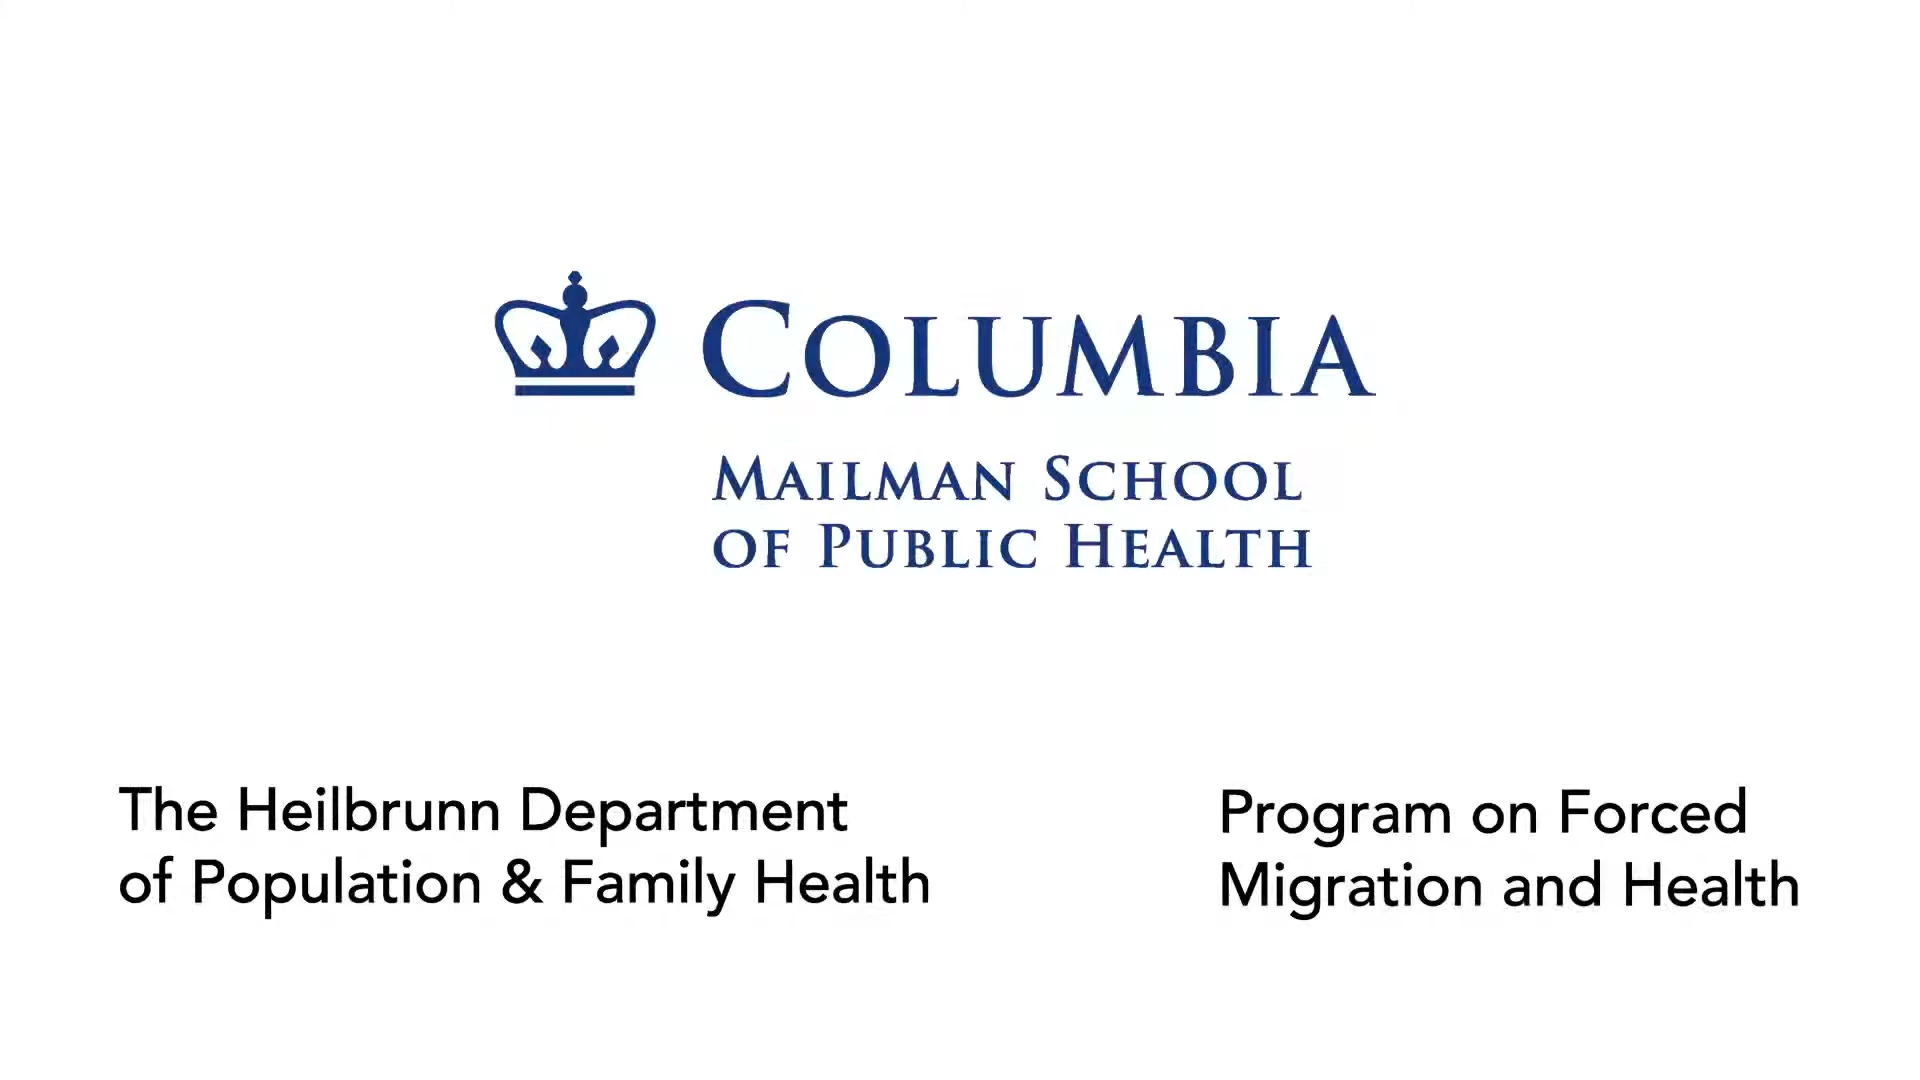 COLUMBIA
MAILMAN SCHOOL
OF PUBLIC HEALTH
The Heilbrunn Department
of Population & Family Health
Program on Forced
Migration and Health